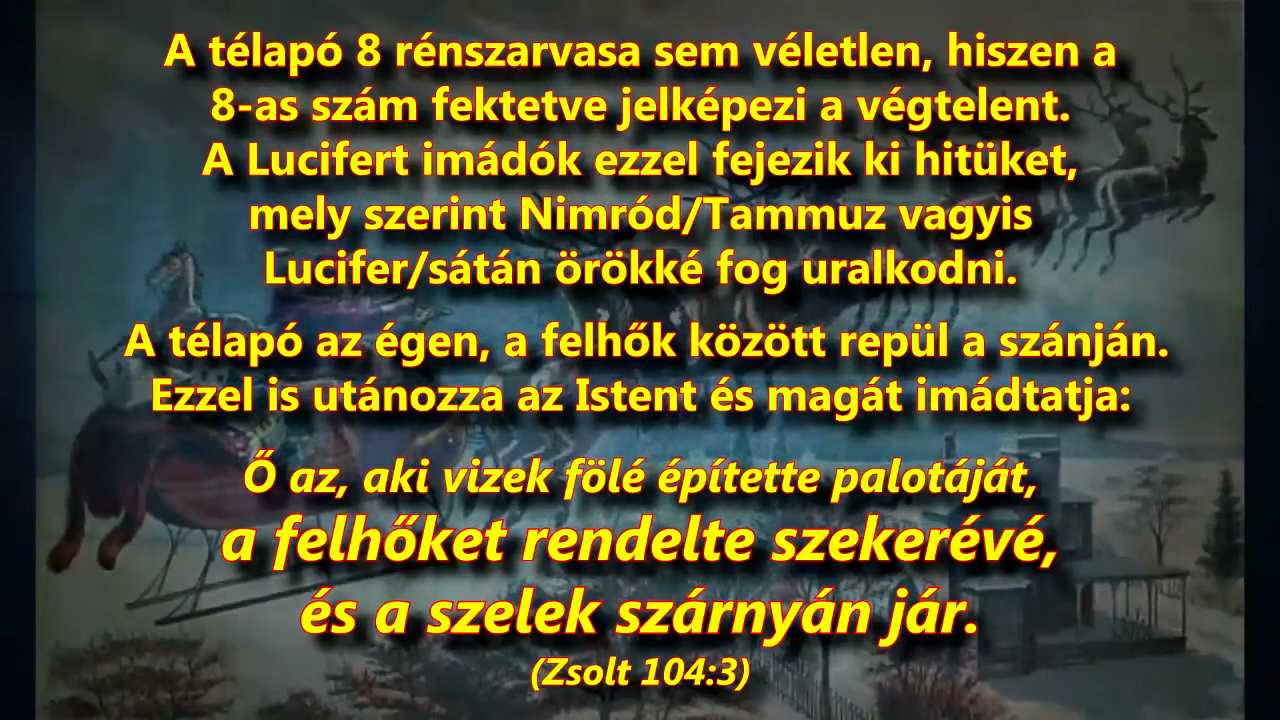 A télapó 8 rénszarvasa sem véletlen, hiszen a
8-as szám fektetve jelképezi a végtelent.
A Lucifert imádók ezzel fejezik ki hitüket,
mely szerint Nimród/Tammuz vagyis
Lucifer/sátán örökké fog uralkodni.
A télapó az égen, a felhők között repül a szánján.
Ezzel is utánozza az Istent és magát imádtatja:
Ő az, aki vizek fölé építette palotáját,
a felhőket rendelte szekerévé,
és a szelek szárnyán jár.
(Zsolt 104:3)